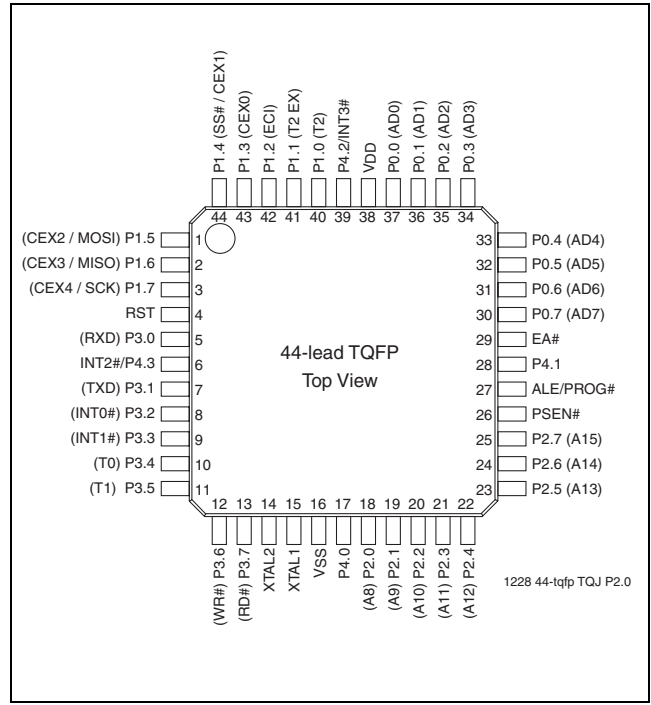 P1.4 (SS# / CEX1)
P1.3 (CEX0)
P1.2 (ECI)
P1.1 (T2 EX)
P1.0 (T2)
P4.2/INT3#
VDD
P0.0 (AD0)
P0.1 (AD1)
P0.2 (AD2)
P0.3 (AD3)
44 43 42 41 40 39 38 37 36 35 34
(CEX2 / MOSI) P1.5 1
(CEX3 / MISO) P1.6 2
(CEX4 / SCK) P1.7 3
RST 4
(RXD) P3.0 5
INT2#/P4.3 6
(TXD) P3.1 7
(INT0#) P3.2 8
(INT1#) P3.3 9
(T0) P3.4 10
(T1) P3.5 11
44-lead TQFP
Top View
33 P0.4 (AD4)
32 P0.5 (AD5)
31 P0.6 (AD6)
30 P0.7 (AD7)
29 EA#
28 P4.1
27 ALE/PROG#
26 PSEN#
25 P2.7 (A15)
24 P2.6 (A14)
23 P2.5 (A13)
12 13 14 15 16 17 18 19 20 21 22
(WR#) P3.6
(RD#) P3.7
XTAL2
XTAL1
VSS
P4.0
(A8) P2.0
(A9) P2.1
(A10) P2.2
(A11) P2.3
(A12) P2.4
1228 44-tqfp TQJ P2.0